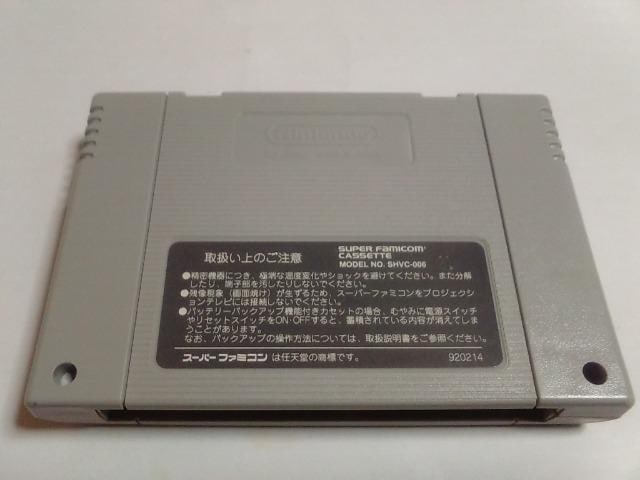 Nintendo
取扱い上のご注意
SUPER FAMICOM
CASSETTE
MODEL NO. SHVC-006
●精密機器につき、極端な温度変化やショックを避けてください。また分解
したり、端子部を汚したりしないでください。
●残像現象（画面焼け）が生ずるため、スーパーファミコンをプロジェクシ
ョンテレビには接続しないでください。
●バッテリーバックアップ機能付きカセットの場合、むやみに電源スイッチ
やリセットスイッチをON・OFFすると、蓄積されている内容が消えてしま
うことがあります。
なお、バックアップの操作方法については、取扱説明書をご参照ください。
スーパーファミコン は任天堂の商標です。
920214